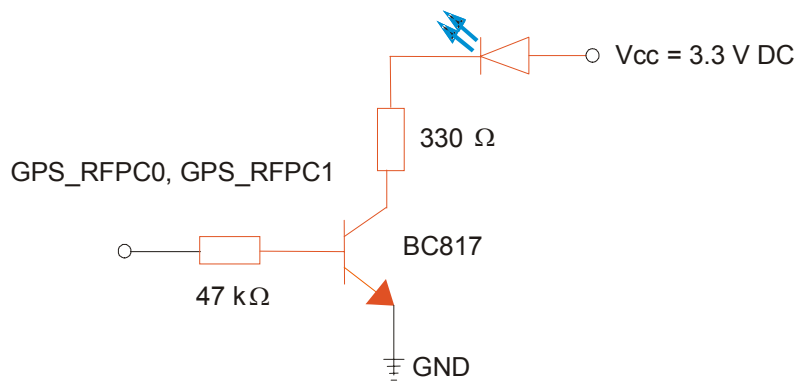 Vcc = 3.3 V DC
330 Ω
GPS_RFPC0, GPS_RFPC1
BC817
47 kΩ
GND